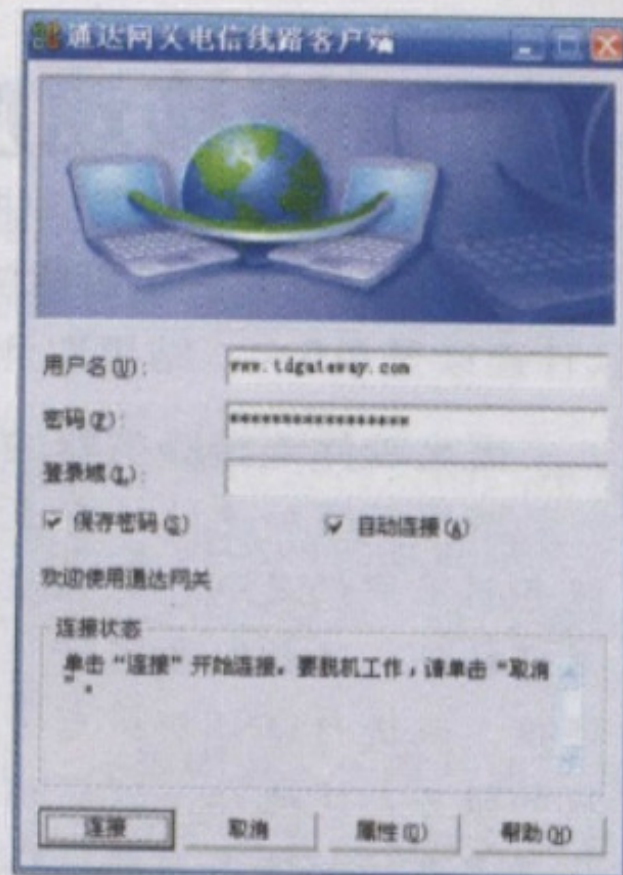 通达网关电信线路客户端
用户名(U): www.tdgateway.com
密码(P): *****************
登录域(L):
保存密码(S) 自动连接(A)
欢迎使用通达网关
连接状态
单击“连接”开始连接。要脱机工作，请单击“取消
”。
连接 取消 属性(O) 帮助(H)